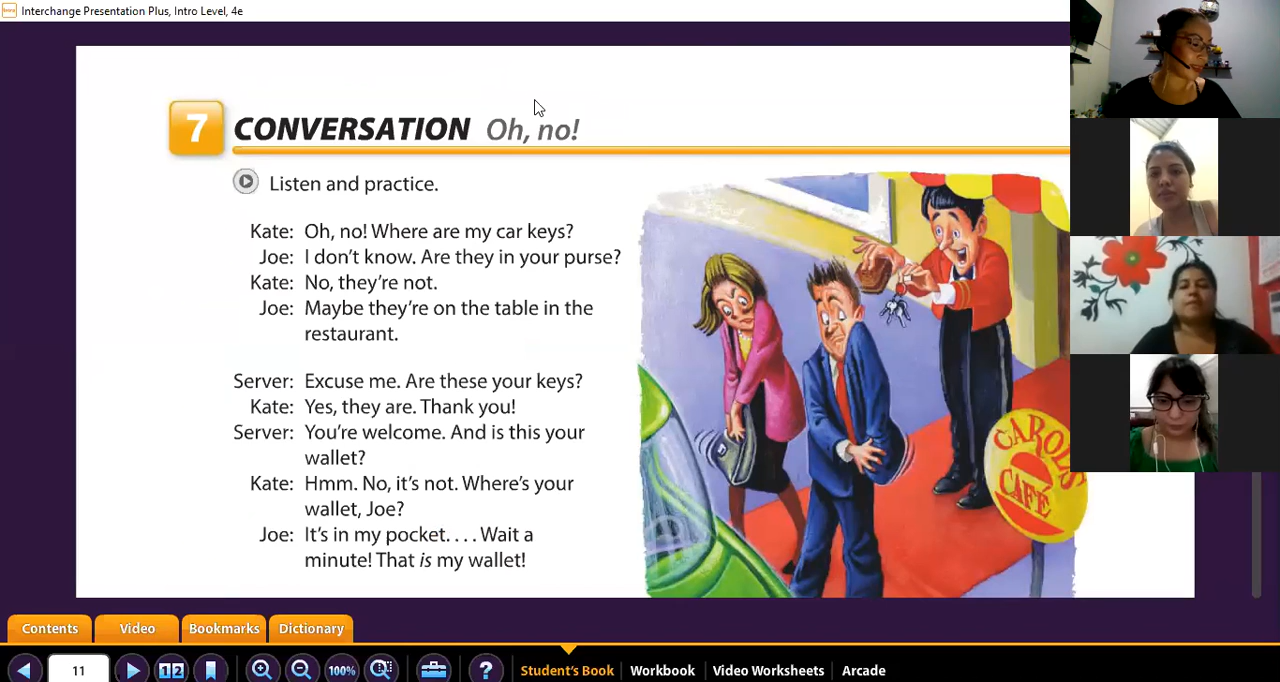 Interchange Presentation Plus, Intro Level, 4e
7 CONVERSATION Oh, no!
Listen and practice.
Kate: Oh, no! Where are my car keys?
Joe: I don't know. Are they in your purse?
Kate: No, they're not.
Joe: Maybe they're on the table in the
restaurant.
Server: Excuse me. Are these your keys?
Kate: Yes, they are. Thank you!
Server: You're welcome. And is this your
wallet?
Kate: Hmm. No, it's not. Where's your
wallet, Joe?
Joe: It's in my pocket. . . . Wait a
minute! That is my wallet!
CAROL'S
CAFÉ
Contents Video Bookmarks Dictionary
11 1 2 100% ? Student's Book Workbook Video Worksheets Arcade